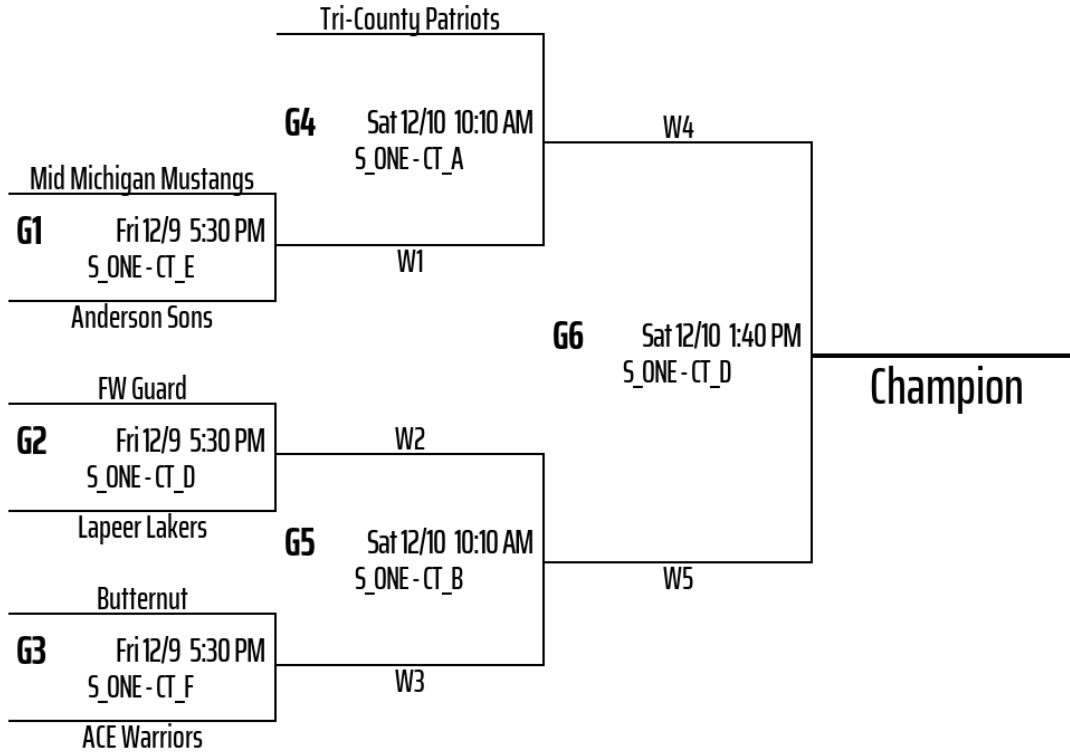 Tri-County Patriots
G4 Sat 12/10 10:10 AM
S_ONE - CT_A
W4
Mid Michigan Mustangs
G1 Fri 12/9 5:30 PM
S_ONE - CT_E
W1
Anderson Sons
G6 Sat 12/10 1:40 PM
S_ONE - CT_D
Champion
FW Guard
G2 Fri 12/9 5:30 PM
S_ONE - CT_D
W2
Lapeer Lakers
G5 Sat 12/10 10:10 AM
S_ONE - CT_B
W5
Butternut
G3 Fri 12/9 5:30 PM
S_ONE - CT_F
W3
ACE Warriors